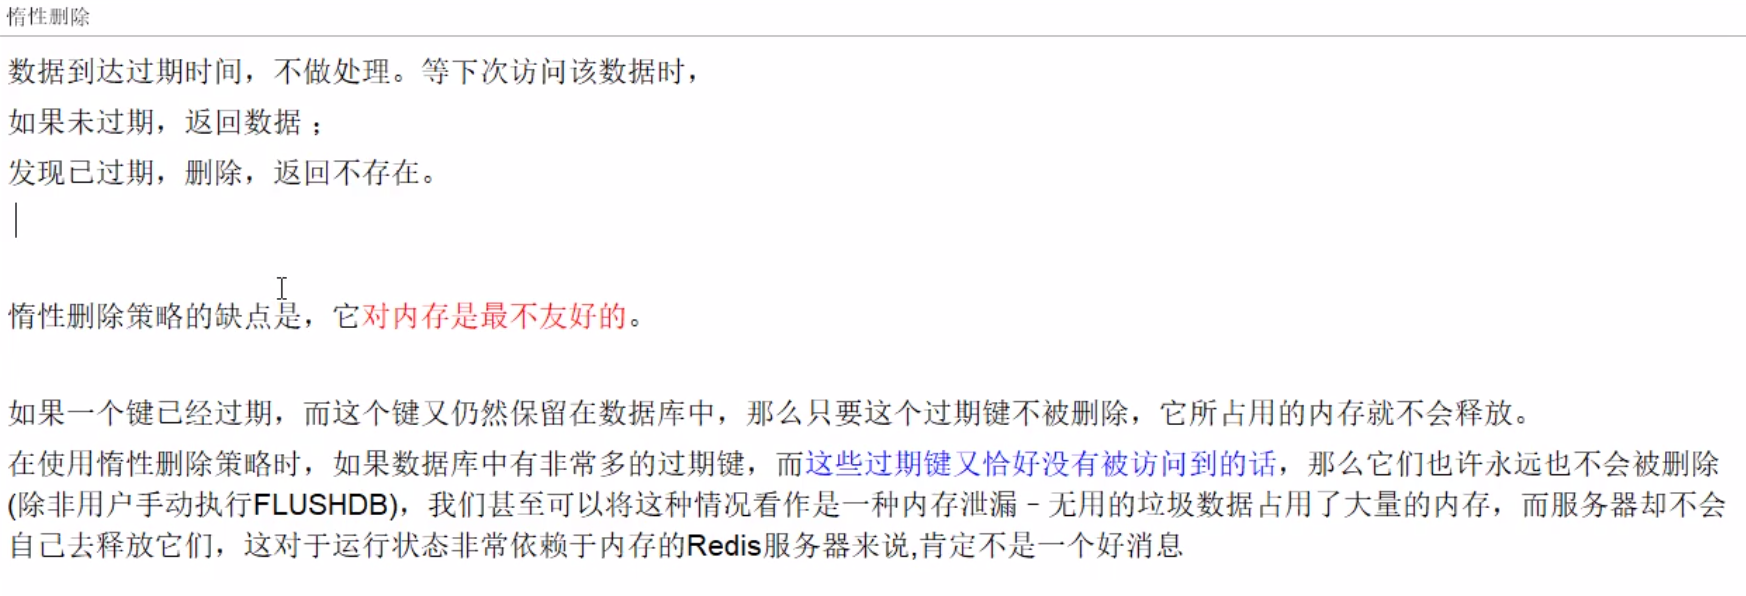 惰性删除
数据到达过期时间，不做处理。等下次访问该数据时，
如果未过期，返回数据；
发现已过期，删除，返回不存在。
惰性删除策略的缺点是，它对内存是最不友好的。
如果一个键已经过期，而这个键又仍然保留在数据库中，那么只要这个过期键不被删除，它所占用的内存就不会释放。
在使用惰性删除策略时，如果数据库中有非常多的过期键，而这些过期键又恰好没有被访问到的话，那么它们也许永远也不会被删除
(除非用户手动执行FLUSHDB)，我们甚至可以将这种情况看作是一种内存泄漏－无用的垃圾数据占用了大量的内存，而服务器却不会
自己去释放它们，这对于运行状态非常依赖于内存的Redis服务器来说,肯定不是一个好消息